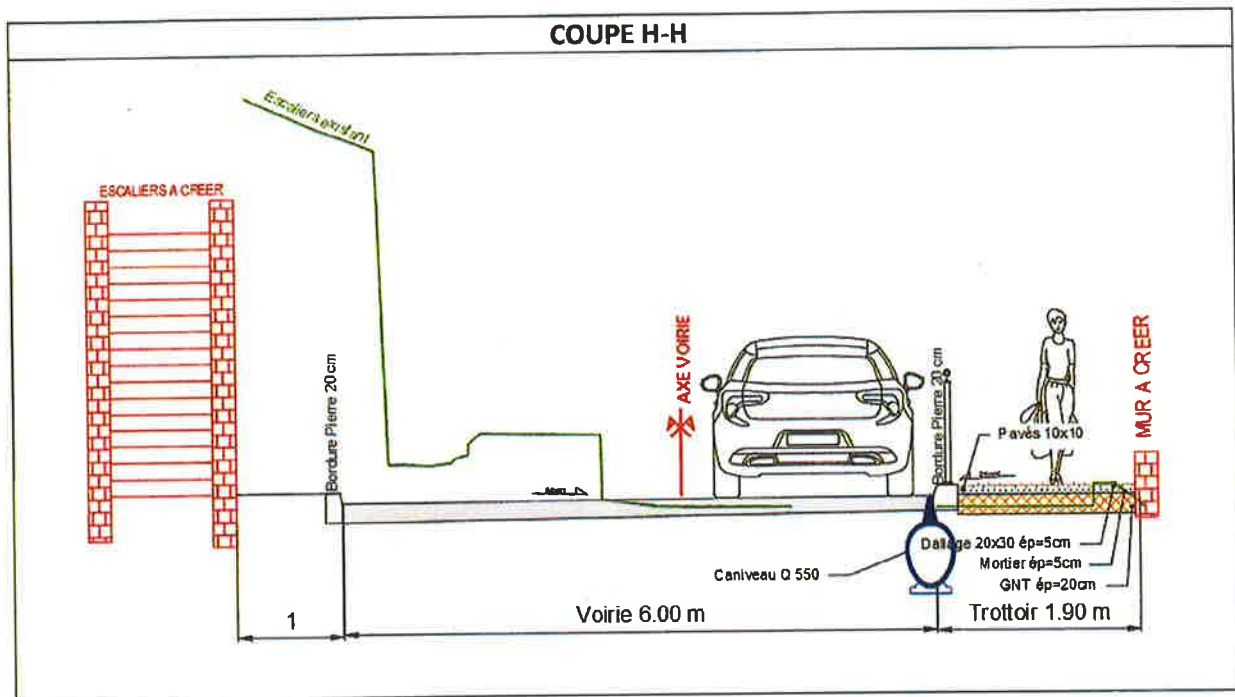 COUPE H-H
Escaliers existant
ESCALIERS A CREER
Bordure Pierre 20cm
AXE VOIRIE
Bordure Pierre 20 cm
Pavés 10x10
MUR A CREER
Dallage 20x30 ép=5cm
Mortier ép=5cm
GNT ép=20cm
Caniveau Q 550
1
Voirie 6.00 m
Trottoir 1.90 m